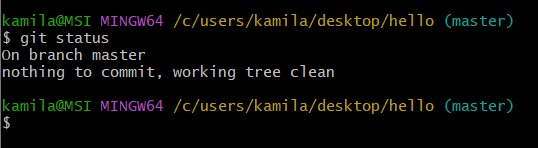 kamila@MSI MINGW64 /c/users/kamila/desktop/hello (master)
$ git status
On branch master
nothing to commit, working tree clean
kamila@MSI MINGW64 /c/users/kamila/desktop/hello (master)
$